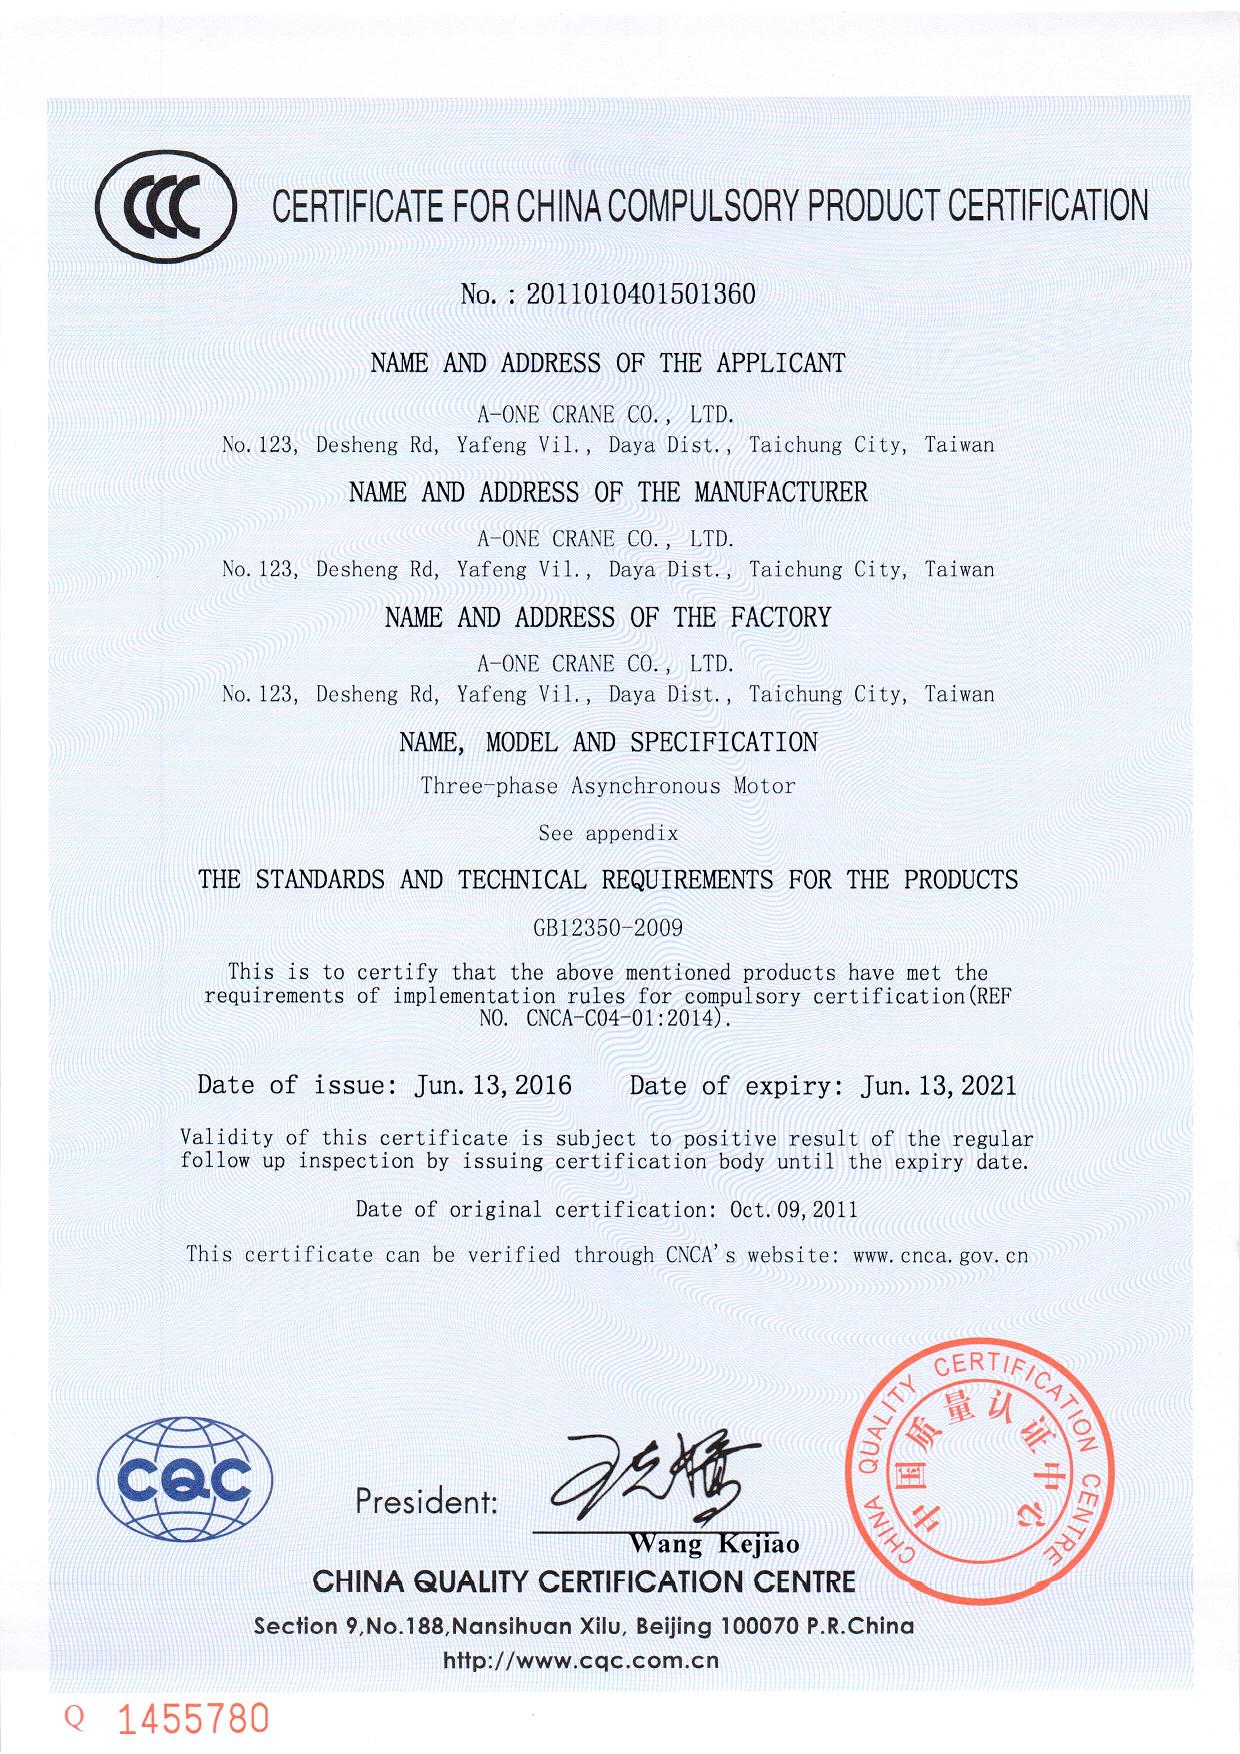 CCC
CERTIFICATE FOR CHINA COMPULSORY PRODUCT CERTIFICATION
No. : 2011010401501360
NAME AND ADDRESS OF THE APPLICANT
A-ONE CRANE CO., LTD.
No.123, Desheng Rd, Yafeng Vil., Daya Dist., Taichung City, Taiwan
NAME AND ADDRESS OF THE MANUFACTURER
A-ONE CRANE CO., LTD.
No.123, Desheng Rd, Yafeng Vil., Daya Dist., Taichung City, Taiwan
NAME AND ADDRESS OF THE FACTORY
A-ONE CRANE CO., LTD.
No.123, Desheng Rd, Yafeng Vil., Daya Dist., Taichung City, Taiwan
NAME, MODEL AND SPECIFICATION
Three-phase Asynchronous Motor
See appendix
THE STANDARDS AND TECHNICAL REQUIREMENTS FOR THE PRODUCTS
GB12350-2009
This is to certify that the above mentioned products have met the
requirements of implementation rules for compulsory certification(REF
NO. CNCA-C04-01:2014).
Date of issue: Jun.13,2016 Date of expiry: Jun.13,2021
Validity of this certificate is subject to positive result of the regular
follow up inspection by issuing certification body until the expiry date.
Date of original certification: Oct.09,2011
This certificate can be verified through CNCA's website: www.cnca.gov.cn
CHINA QUALITY CERTIFICATION CENTRE
中国质量认证中心
CQC
President:
王克娇
Wang Kejiao
CHINA QUALITY CERTIFICATION CENTRE
Section 9,No.188,Nansihuan Xilu, Beijing 100070 P.R.China
http://www.cqc.com.cn
Q 1455780